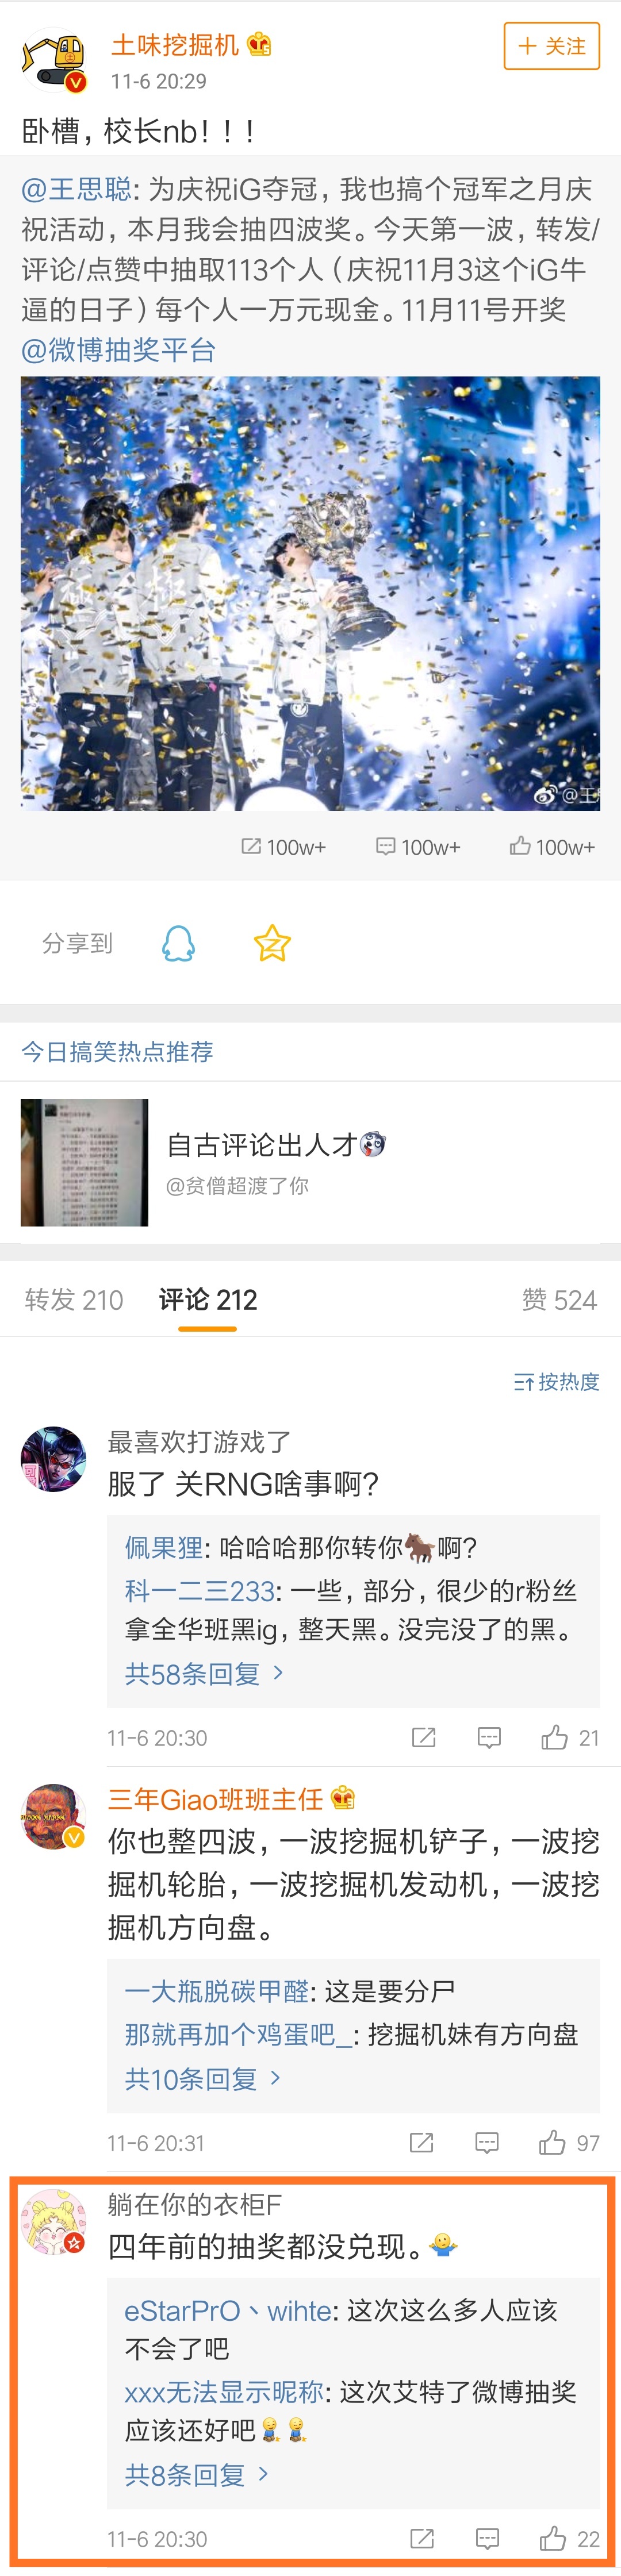 土味挖掘机
11-6 20:29
+ 关注
卧槽，校长nb！！！
@王思聪: 为庆祝iG夺冠，我也搞个冠军之月庆
祝活动，本月我会抽四波奖。今天第一波，转发/
评论/点赞中抽取113个人（庆祝11月3这个iG牛
逼的日子）每个人一万元现金。11月11号开奖
@微博抽奖平台
@王
100w+ 100w+ 100w+
分享到
今日搞笑热点推荐
自古评论出人才
@贫僧超渡了你
转发 210 评论 212 赞 524
按热度
最喜欢打游戏了
服了 关RNG啥事啊?
佩果狸: 哈哈哈那你转你🐴啊?
科一二三233: 一些，部分，很少的r粉丝
拿全华班黑ig，整天黑。没完没了的黑。
共58条回复 >
11-6 20:30 21
三年Giao班班主任
你也整四波，一波挖掘机铲子，一波挖
掘机轮胎，一波挖掘机发动机，一波挖
掘机方向盘。
一大瓶脱碳甲醛: 这是要分尸
那就再加个鸡蛋吧_: 挖掘机妹有方向盘
共10条回复 >
11-6 20:31 97
躺在你的衣柜F
四年前的抽奖都没兑现。🤷
eStarPrO丶wihte: 这次这么多人应该
不会了吧
xxx无法显示昵称: 这次艾特了微博抽奖
应该还好吧
共8条回复 >
11-6 20:30 22